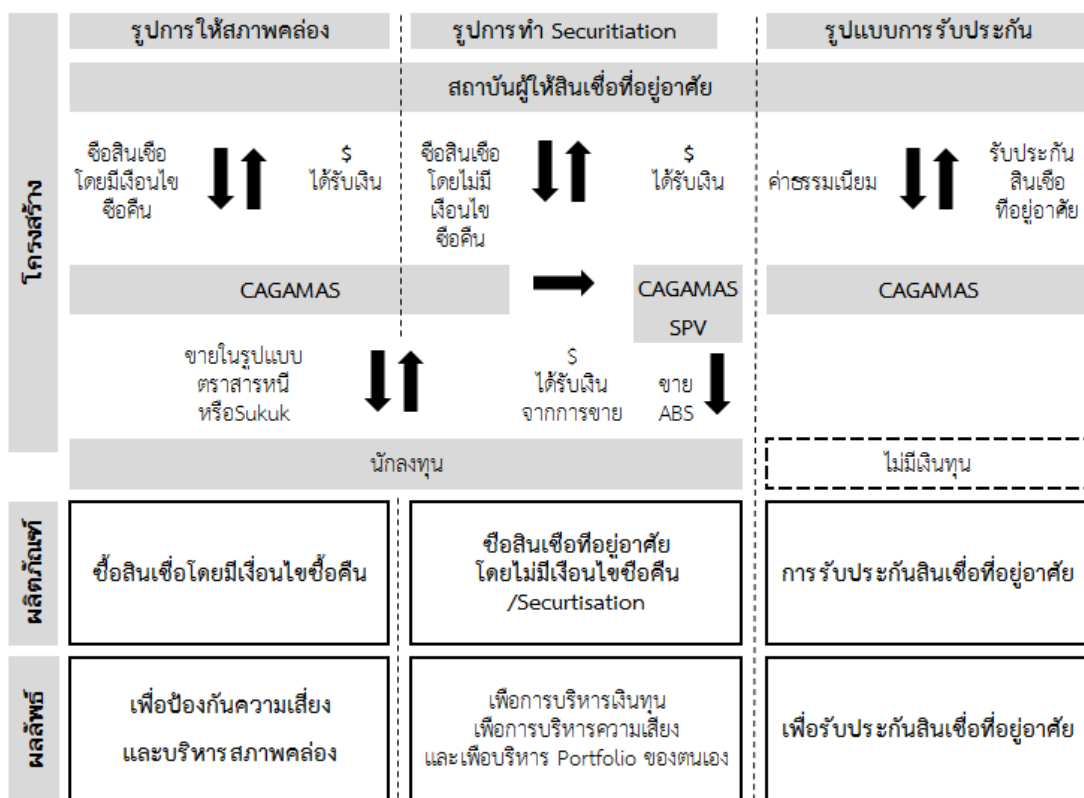 รูปการให้สภาพคล่อง
รูปการทำ Securitiation
รูปแบบการรับประกัน
โครงสร้าง
สถาบันผู้ให้สินเชื่อที่อยู่อาศัย
ซื้อสินเชื่อ
โดยมีเงื่อนไข
ซื้อคืน
$
ได้รับเงิน
ซื้อสินเชื่อ
โดยไม่มี
เงื่อนไข
ซื้อคืน
$
ได้รับเงิน
ค่าธรรมเนียม
รับประกัน
สินเชื่อ
ที่อยู่อาศัย
CAGAMAS
CAGAMAS
SPV
CAGAMAS
ขายในรูปแบบ
ตราสารหนี้
หรือSukuk
$
ได้รับเงิน
จากการขาย
ขาย
ABS
นักลงทุน
ไม่มีเงินทุน
ผลิตภัณฑ์
ซื้อสินเชื่อโดยมีเงื่อนไขซื้อคืน
ซื้อสินเชื่อที่อยู่อาศัย
โดยไม่มีเงื่อนไขซื้อคืน
/Securtisation
การรับประกันสินเชื่อที่อยู่อาศัย
ผลลัพธ์
เพื่อป้องกันความเสี่ยง
และบริหารสภาพคล่อง
เพื่อการบริหารเงินทุน
เพื่อการบริหารความเสี่ยง
และเพื่อบริหาร Portfolio ของตนเอง
เพื่อรับประกันสินเชื่อที่อยู่อาศัย